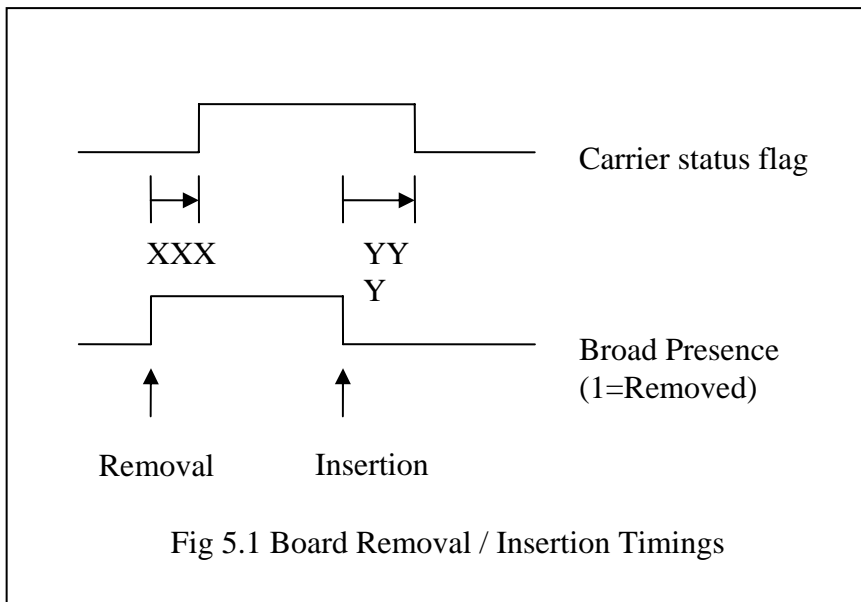 Carrier status flag
XXX
YY
Y
Broad Presence
(1=Removed)
Removal
Insertion
Fig 5.1 Board Removal / Insertion Timings